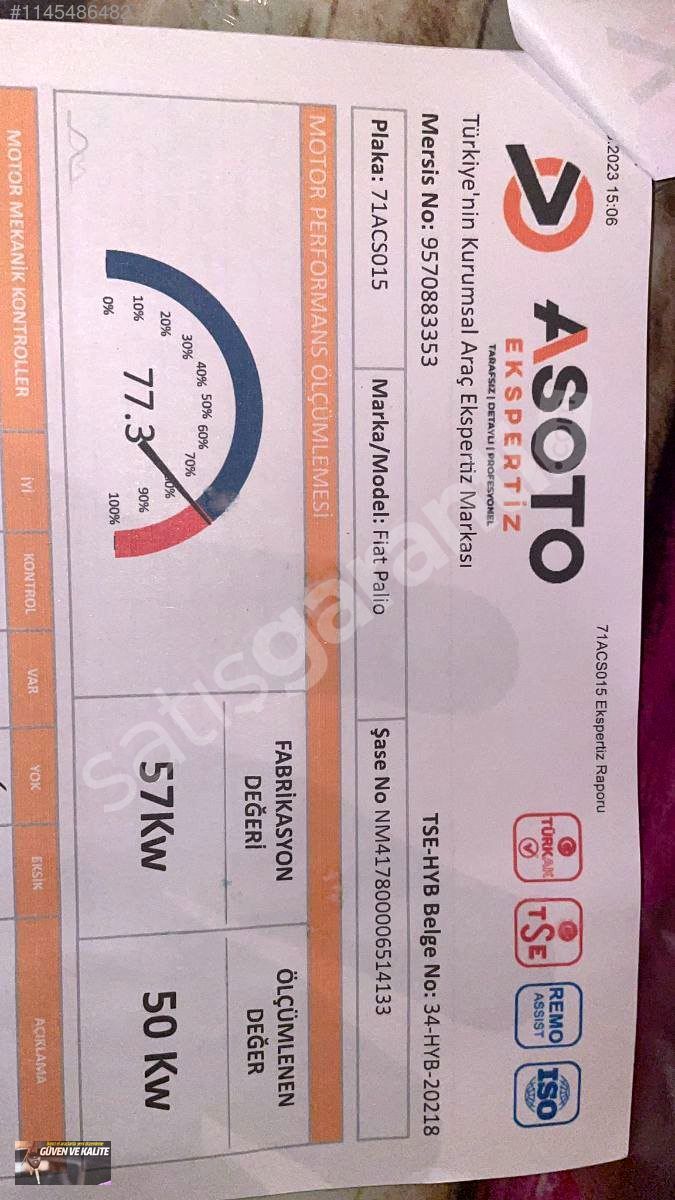 #1145486482
.2023 15:06
71ACS015 Ekspertiz Raporu
ASOTO
EKSPERTİZ
TARAFSIZ | DETAYLI | PROFESYONEL
TÜRKAK
TSE
REMO
ASSIST
ISO
Türkiye'nin Kurumsal Araç Ekspertiz Markası
Mersis No: 9570883353
TSE-HYB Belge No: 34-HYB-20218
Plaka: 71ACS015
Marka/Model: Fiat Palio
Şase No NM417800006514133
MOTOR PERFORMANS ÖLÇÜMLEMESİ
0%
10%
20%
30%
40%
50%
60%
70%
90%
100%
77.3
FABRİKASYON
DEĞERİ
57Kw
ÖLÇÜMLENEN
DEĞER
50 Kw
MOTOR MEKANİK KONTROLLER
İYİ
KONTROL
VAR
YOK
EKSİK
AÇIKLAMA
GÜVEN VE KALİTE